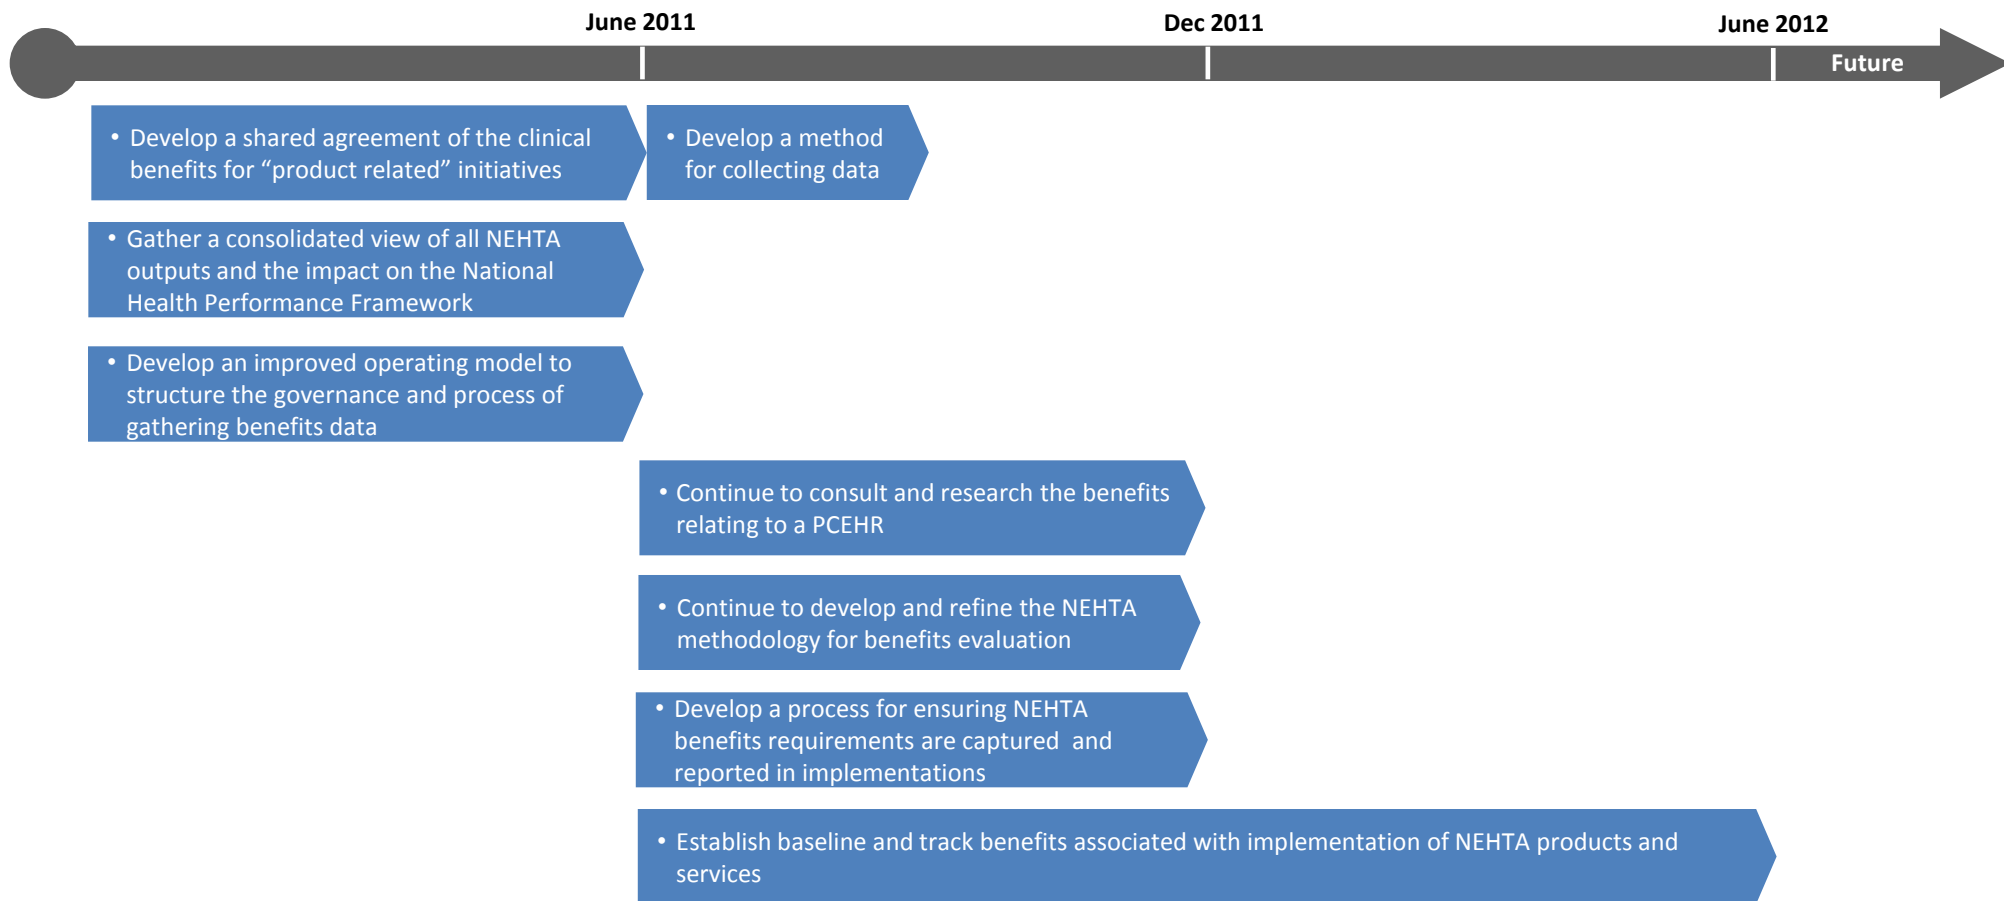 June 2011
Dec 2011
June 2012
Future
• Develop a shared agreement of the clinical
benefits for “product related” initiatives
• Develop a method
for collecting data
• Gather a consolidated view of all NEHTA
outputs and the impact on the National
Health Performance Framework
• Develop an improved operating model to
structure the governance and process of
gathering benefits data
• Continue to consult and research the benefits
relating to a PCEHR
• Continue to develop and refine the NEHTA
methodology for benefits evaluation
• Develop a process for ensuring NEHTA
benefits requirements are captured  and
reported in implementations
• Establish baseline and track benefits associated with implementation of NEHTA products and
services